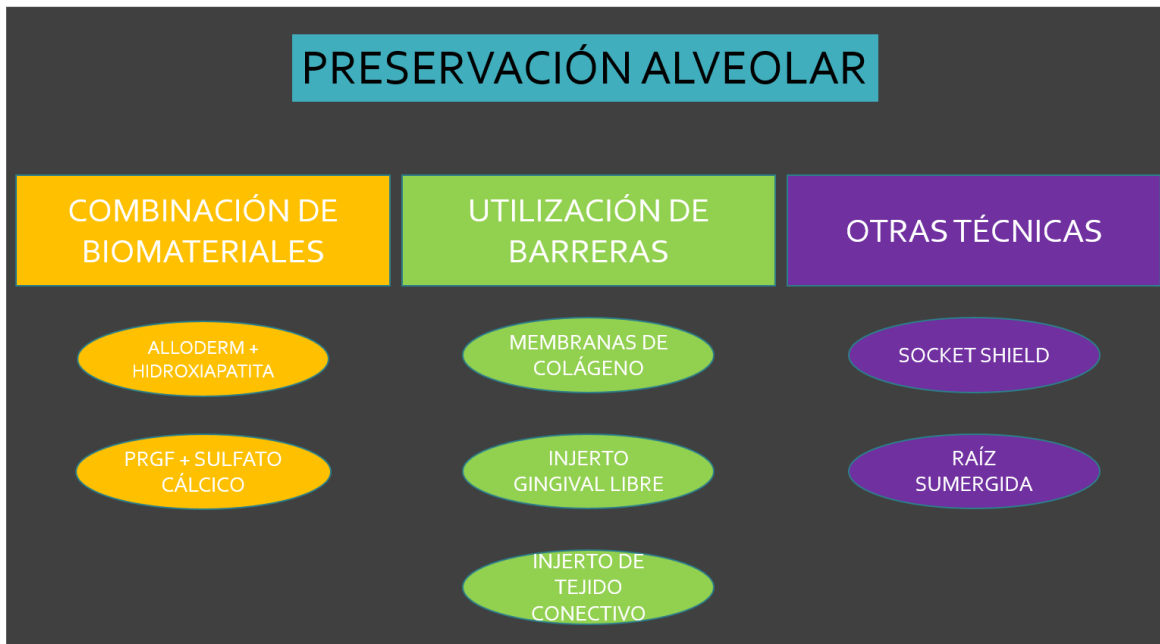 PRESERVACIÓN ALVEOLAR
COMBINACIÓN DE
BIOMATERIALES
ALLODERM +
HIDROXIAPATITA
PRGF + SULFATO
CÁLCICO
UTILIZACIÓN DE
BARRERAS
MEMBRANAS DE
COLÁGENO
INJERTO
GINGIVAL LIBRE
INJERTO DE
TEJIDO
CONECTIVO
OTRAS TÉCNICAS
SOCKET SHIELD
RAÍZ
SUMERGIDA